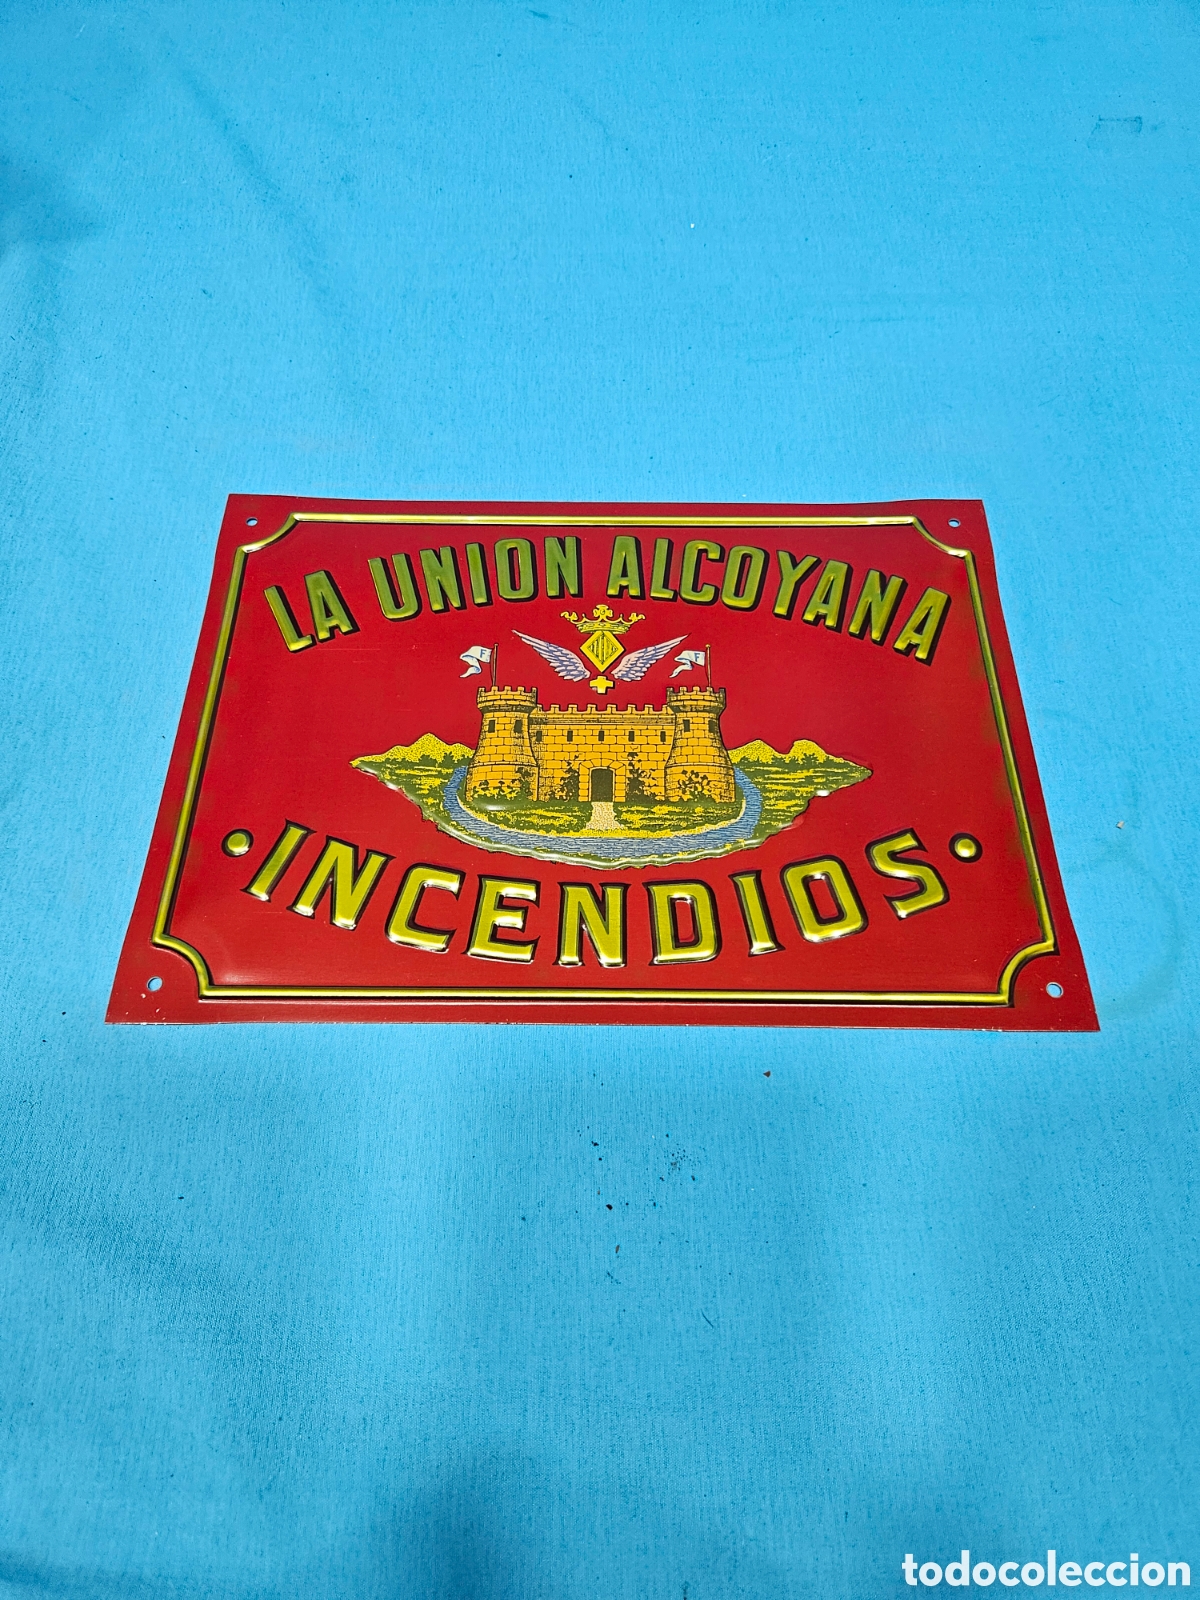 LA UNION ALCOYANA
F F
· INCENDIOS ·
todocoleccion